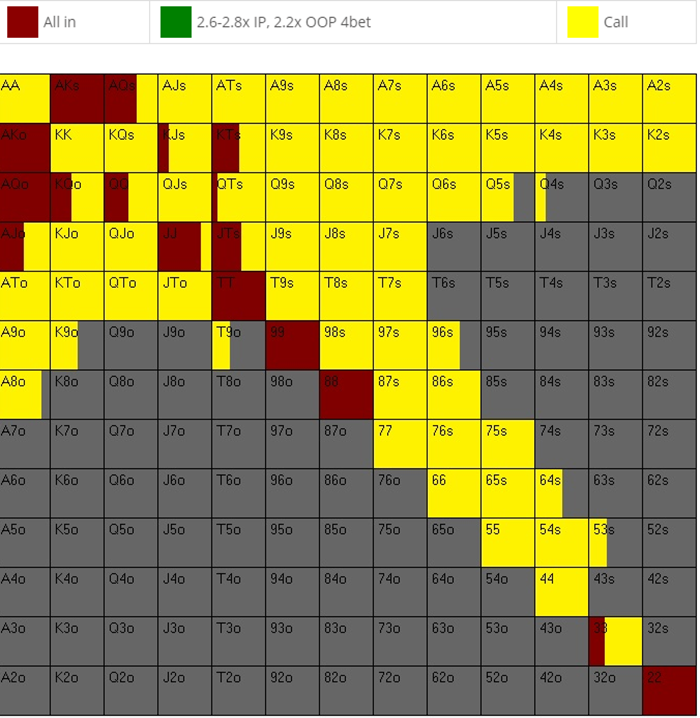 All in 2.6-2.8x IP, 2.2x OOP 4bet Call
AA AKs AQs AJs ATs A9s A8s A7s A6s A5s A4s A3s A2s
AKo KK KQs KJs KTs K9s K8s K7s K6s K5s K4s K3s K2s
AQo KQo QQ QJs QTs Q9s Q8s Q7s Q6s Q5s Q4s Q3s Q2s
AJo KJo QJo JJ JTs J9s J8s J7s J6s J5s J4s J3s J2s
ATo KTo QTo JTo TT T9s T8s T7s T6s T5s T4s T3s T2s
A9o K9o Q9o J9o T9o 99 98s 97s 96s 95s 94s 93s 92s
A8o K8o Q8o J8o T8o 98o 88 87s 86s 85s 84s 83s 82s
A7o K7o Q7o J7o T7o 97o 87o 77 76s 75s 74s 73s 72s
A6o K6o Q6o J6o T6o 96o 86o 76o 66 65s 64s 63s 62s
A5o K5o Q5o J5o T5o 95o 85o 75o 65o 55 54s 53s 52s
A4o K4o Q4o J4o T4o 94o 84o 74o 64o 54o 44 43s 42s
A3o K3o Q3o J3o T3o 93o 83o 73o 63o 53o 43o 33 32s
A2o K2o Q2o J2o T2o 92o 82o 72o 62o 52o 42o 32o 22